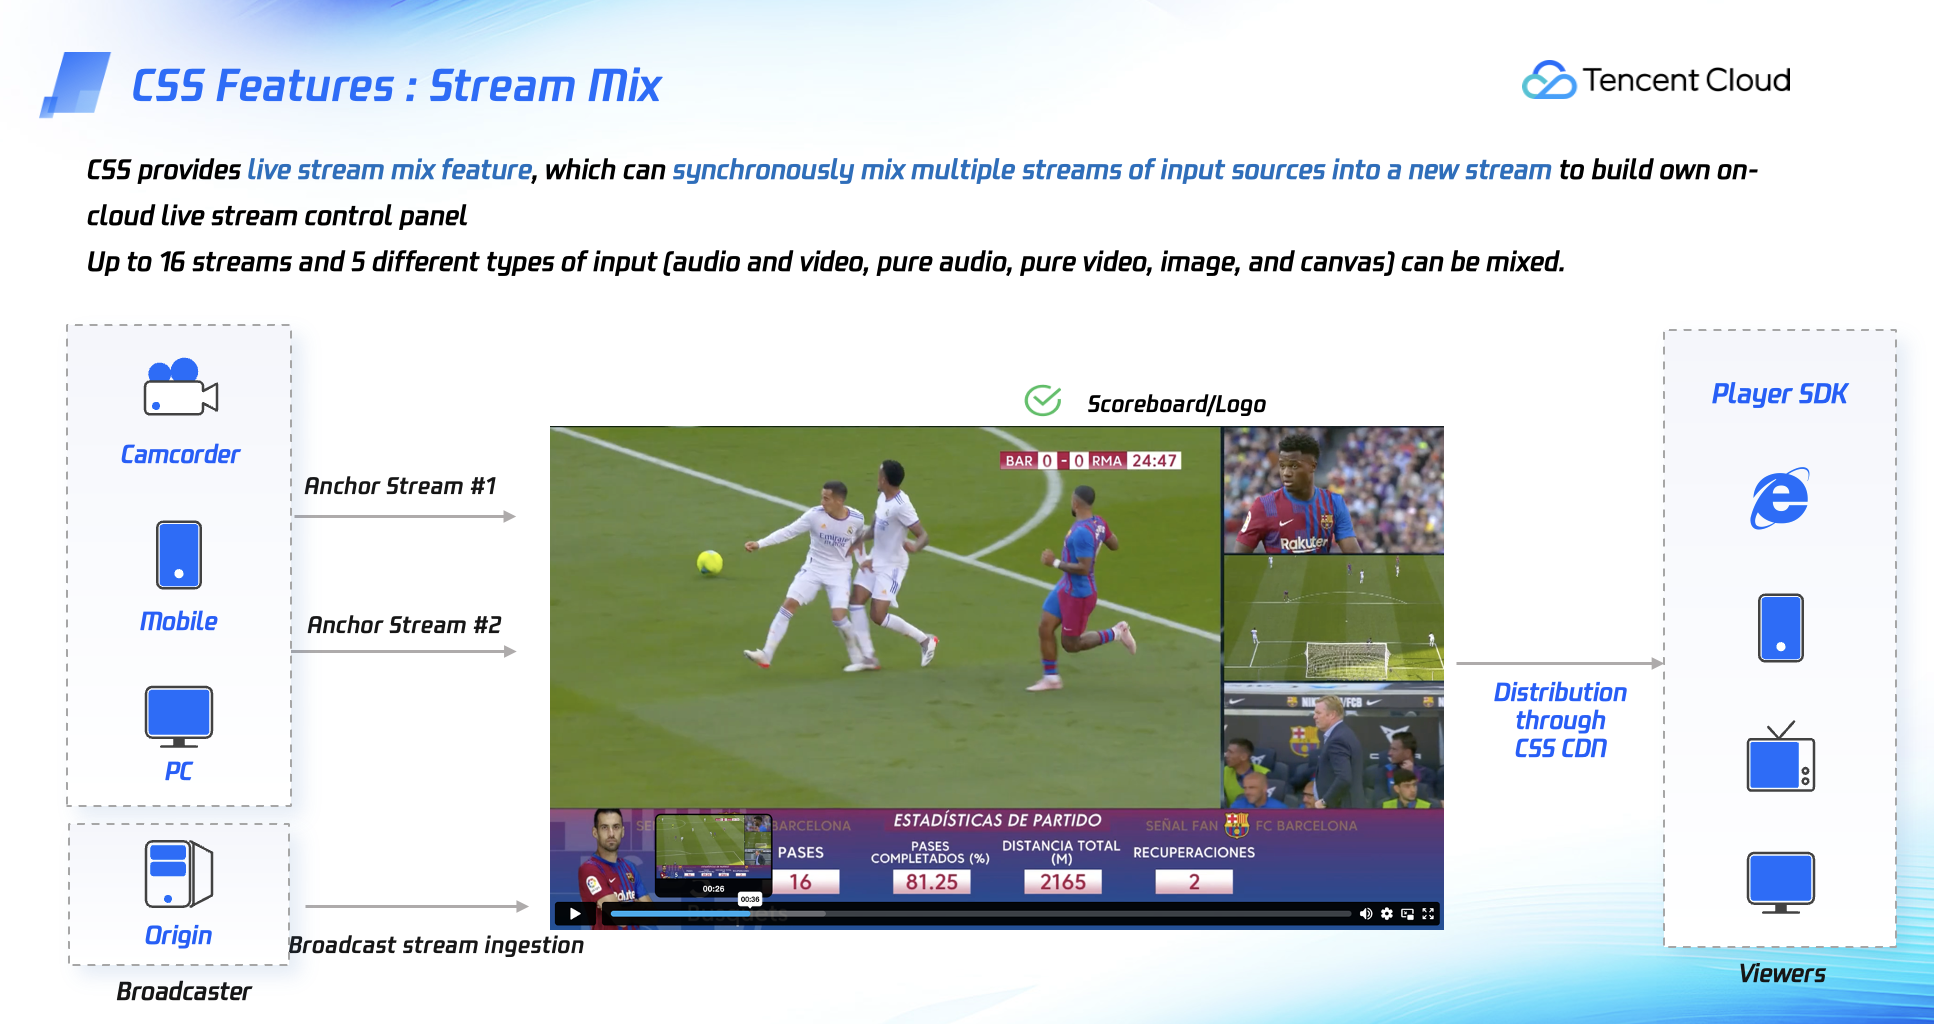 CSS Features : Stream Mix
Tencent Cloud
CSS provides live stream mix feature, which can synchronously mix multiple streams of input sources into a new stream to build own on-
cloud live stream control panel
Up to 16 streams and 5 different types of input (audio and video, pure audio, pure video, image, and canvas) can be mixed.
Camcorder
Mobile
PC
Origin
Broadcaster
Anchor Stream #1
Anchor Stream #2
Broadcast stream ingestion
Scoreboard/Logo
BAR 0 - 0 RMA 24:47
Rakuten
ESTADÍSTICAS DE PARTIDO
BARCELONA
SEÑAL FAN FC BARCELONA
PASES
PASES
COMPLETADOS (%)
DISTANCIA TOTAL
(M)
RECUPERACIONES
16
81.25
2165
2
00:26
00:36
Distribution
through
CSS CDN
Player SDK
Viewers